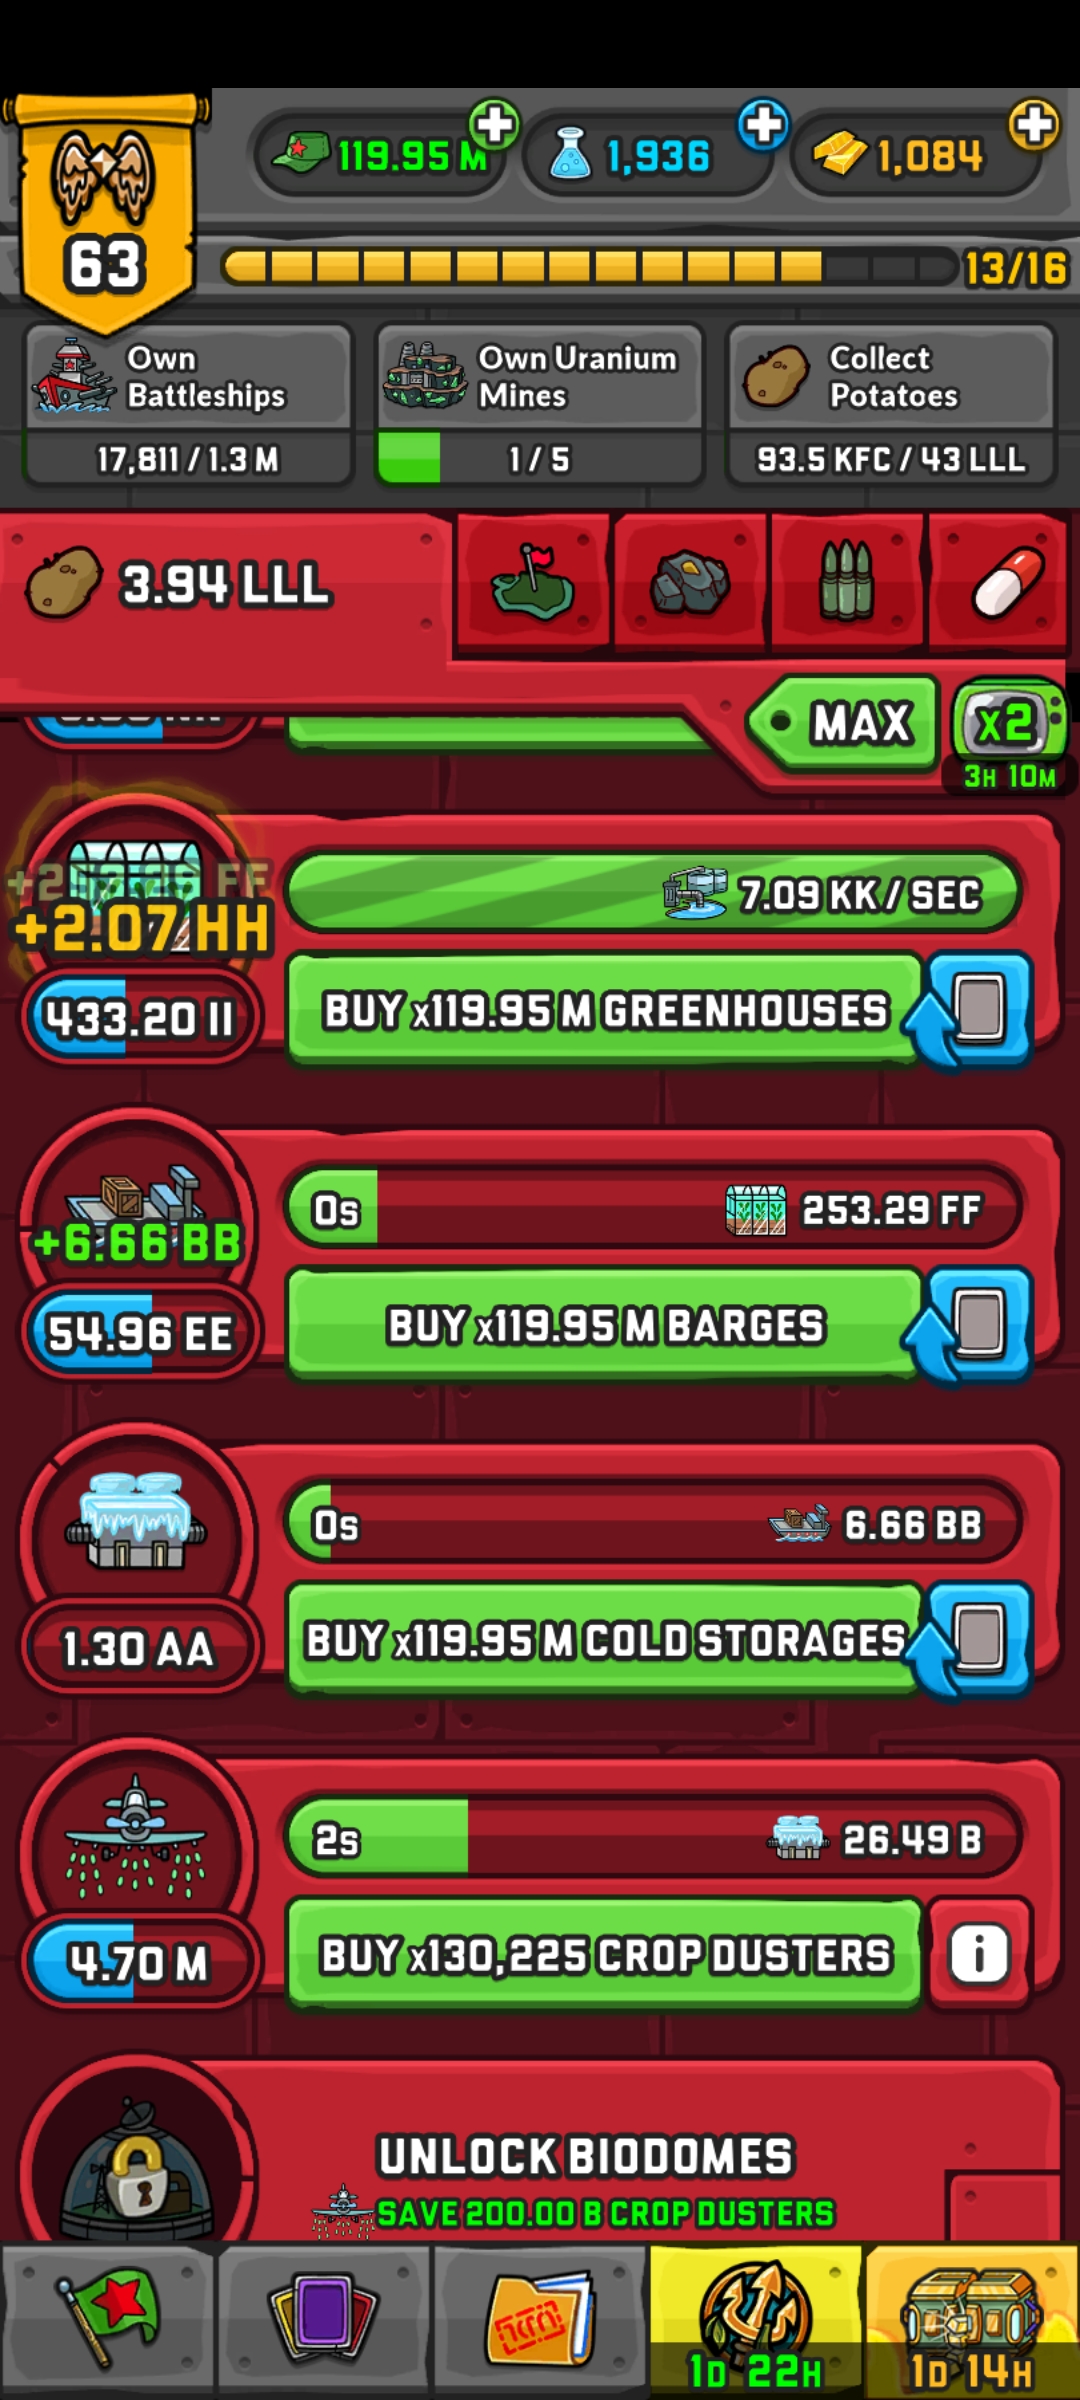 119.95 M
1,936
1,084
63
13/16
Own
Battleships
17,811 / 1.3 M
Own Uranium
Mines
1 / 5
Collect
Potatoes
93.5 KFC / 43 LLL
3.94 LLL
MAX
x2
3H 10M
+2.07 HH
7.09 KK / SEC
433.20 II
BUY x119.95 M GREENHOUSES
0s
253.29 FF
+6.66 BB
54.96 EE
BUY x119.95 M BARGES
0s
6.66 BB
1.30 AA
BUY x119.95 M COLD STORAGES
2s
26.49 B
4.70 M
BUY x130,225 CROP DUSTERS
i
UNLOCK BIODOMES
SAVE 200.00 B CROP DUSTERS
1D 22H
1D 14H